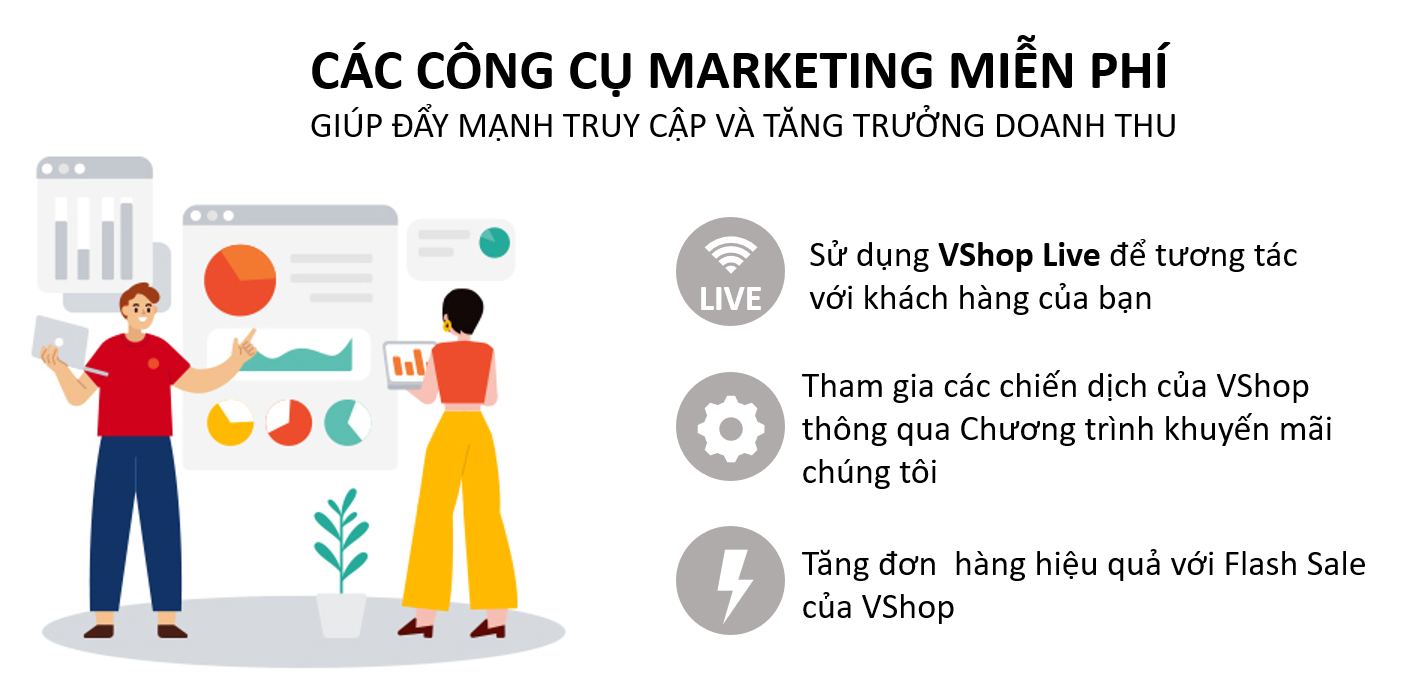 CÁC CÔNG CỤ MARKETING MIỄN PHÍ
GIÚP ĐẨY MẠNH TRUY CẬP VÀ TĂNG TRƯỞNG DOANH THU
LIVE
Sử dụng VShop Live để tương tác
với khách hàng của bạn
Tham gia các chiến dịch của VShop
thông qua Chương trình khuyến mãi
chúng tôi
Tăng đơn  hàng hiệu quả với Flash Sale
của VShop